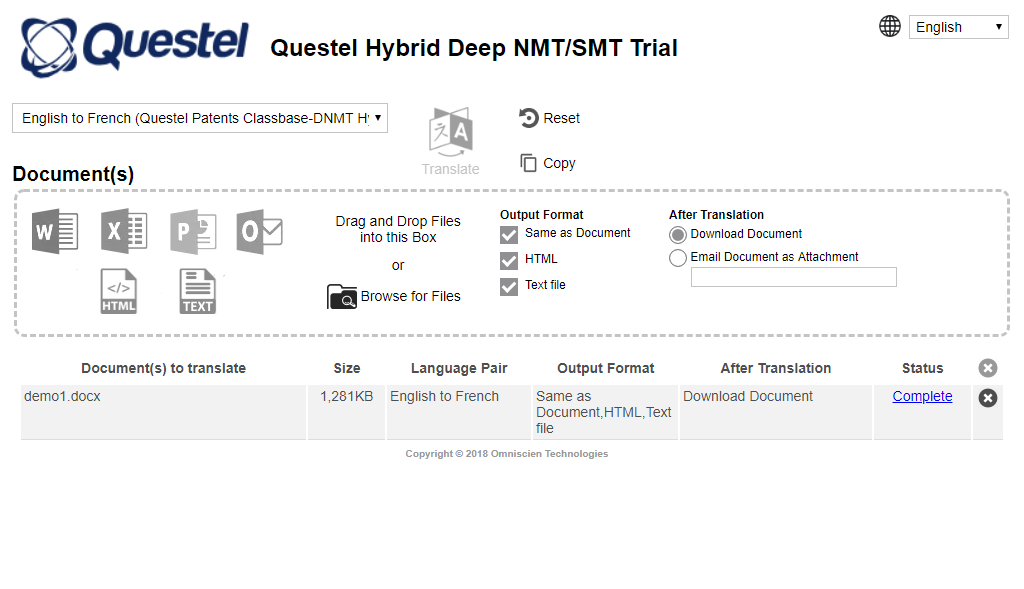 Questel
Questel Hybrid Deep NMT/SMT Trial
English
English to French (Questel Patents Classbase-DNMT Hy
Translate
Reset
Copy
Document(s)
W
X
P
O
</>
HTML
TEXT
Drag and Drop Files
into this Box
or
Browse for Files
Output Format
Same as Document
HTML
Text file
After Translation
Download Document
Email Document as Attachment
Document(s) to translate Size Language Pair Output Format After Translation Status
demo1.docx 1,281KB English to French Same as Download Document Complete
Document,HTML,Text
file
Copyright © 2018 Omniscien Technologies